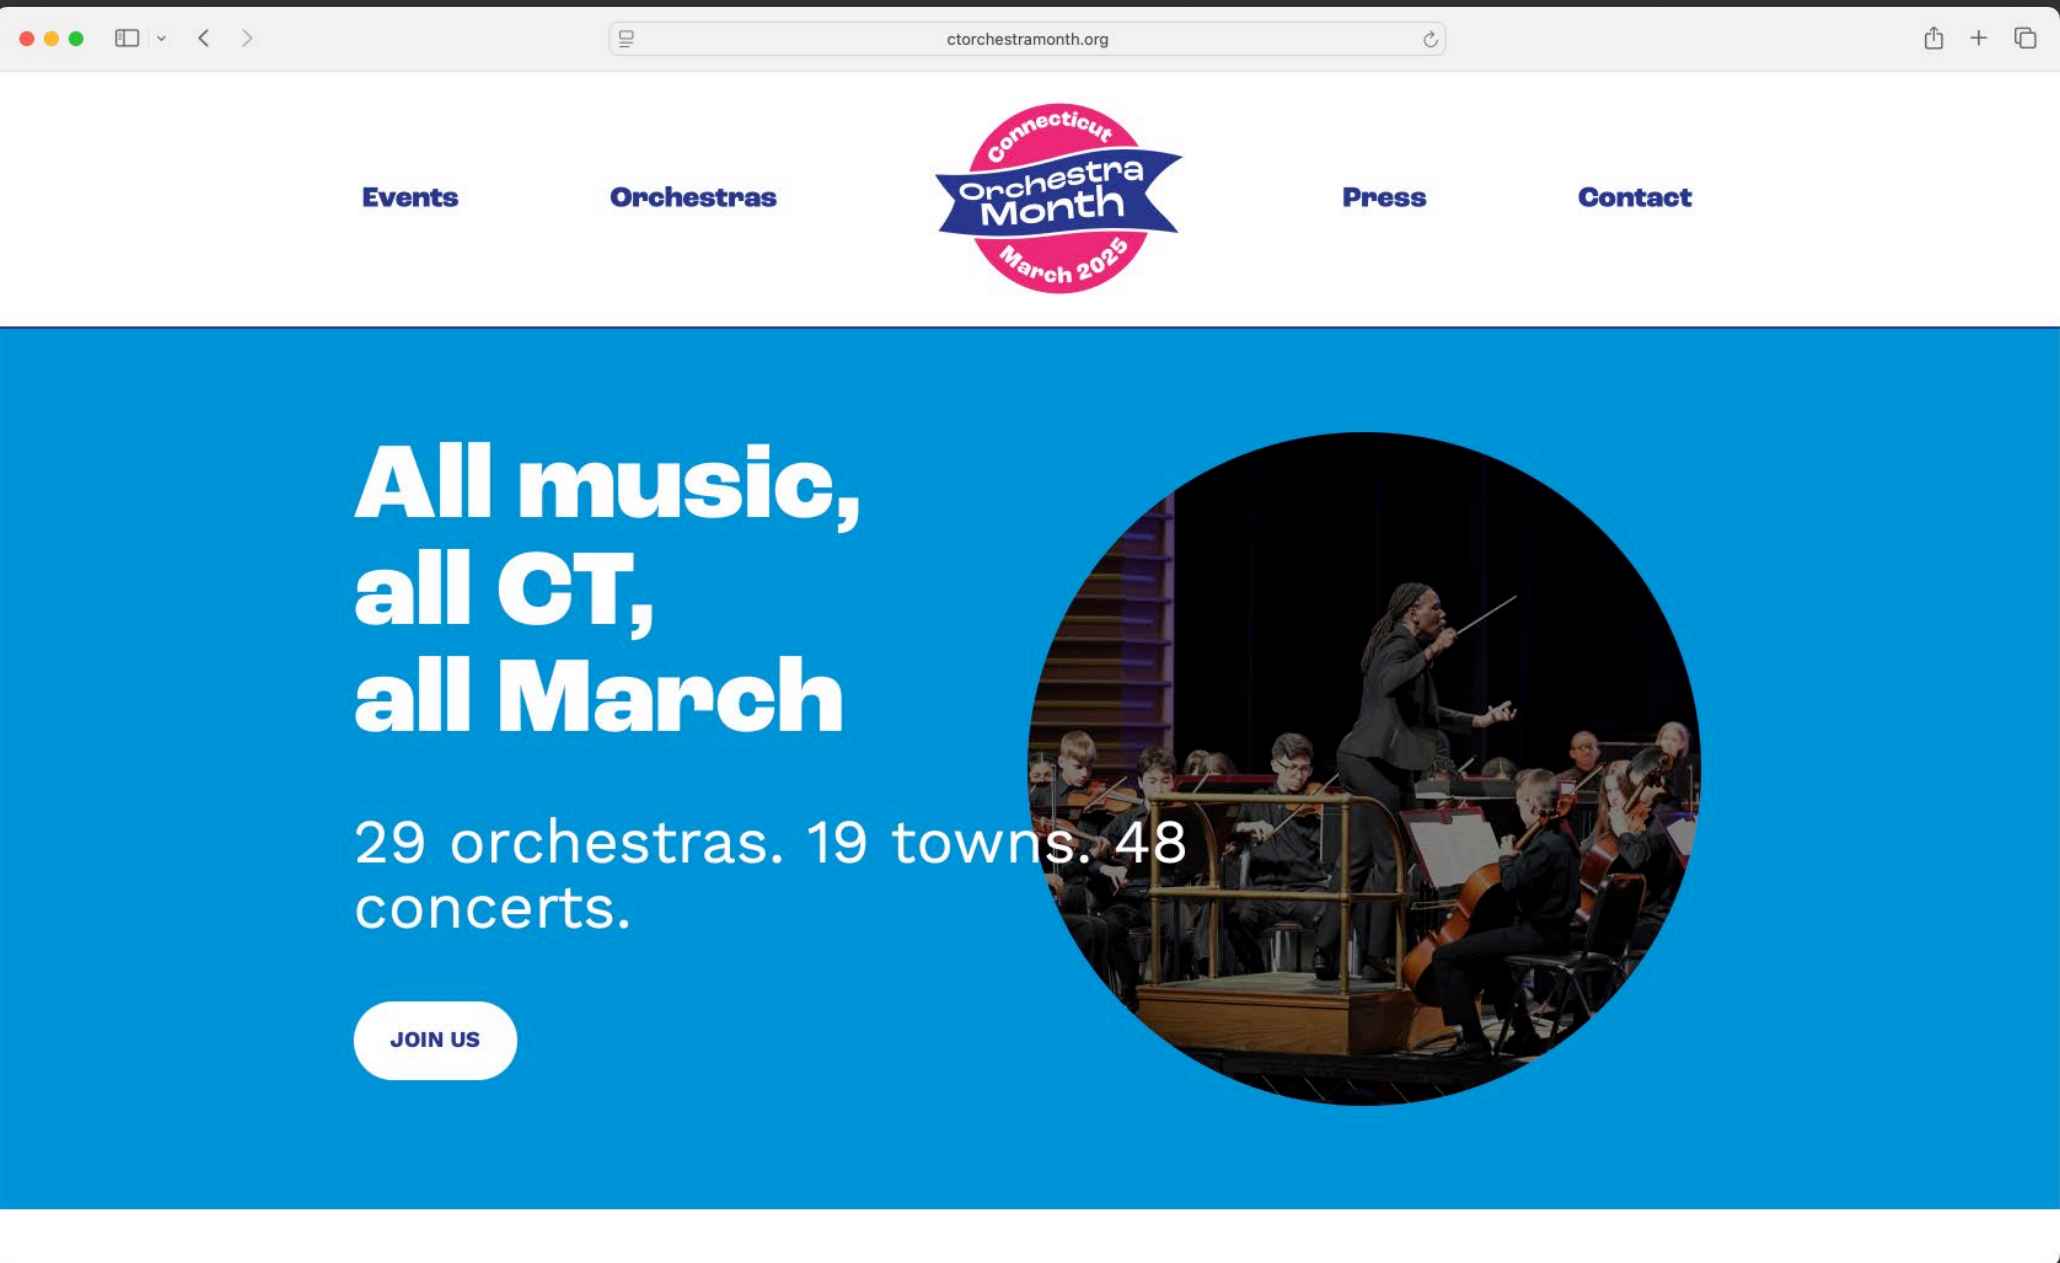 ctorchestramonth.org
Events
Orchestras
Connecticut
Orchestra
Month
March 2025
Press
Contact
All music,
all CT,
all March
29 orchestras. 19 towns. 48
concerts.
JOIN US